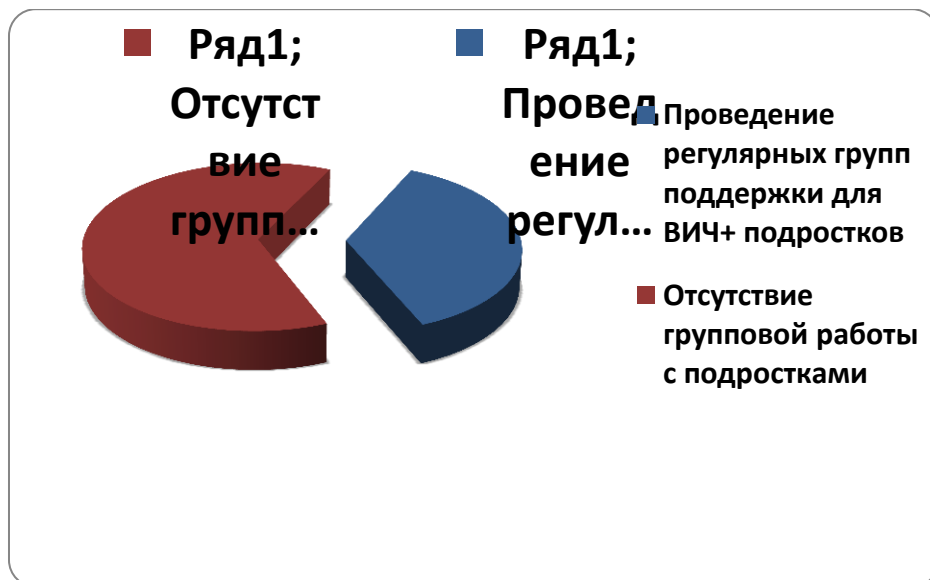 Ряд1;
Отсутст
вие
групп...
Ряд1;
Провед
ение
регул...
Проведение
регулярных групп
поддержки для
ВИЧ+ подростков
Отсутствие
групповой работы
с подростками